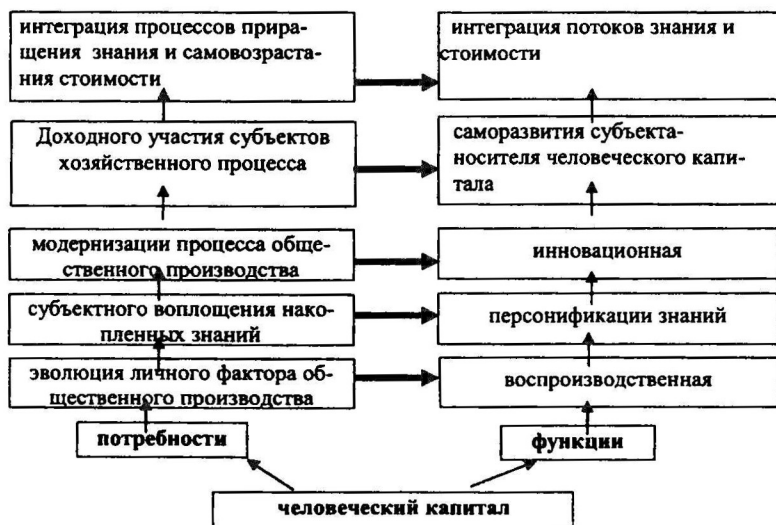 интеграция процессов прира-
щения знания и самовозраста-
ния стоимости
интеграция потоков знания и
стоимости
Доходного участия субъектов
хозяйственного процесса
саморазвития субъекта-
носителя человеческого капи-
тала
модернизации процесса обще-
ественного производства
инновационная
субъектного воплощения нако-
пленных знаний
персонификации знаний
эволюция личного фактора об-
щественного производства
воспроизводственная
потребности
функции
человеческий капитал